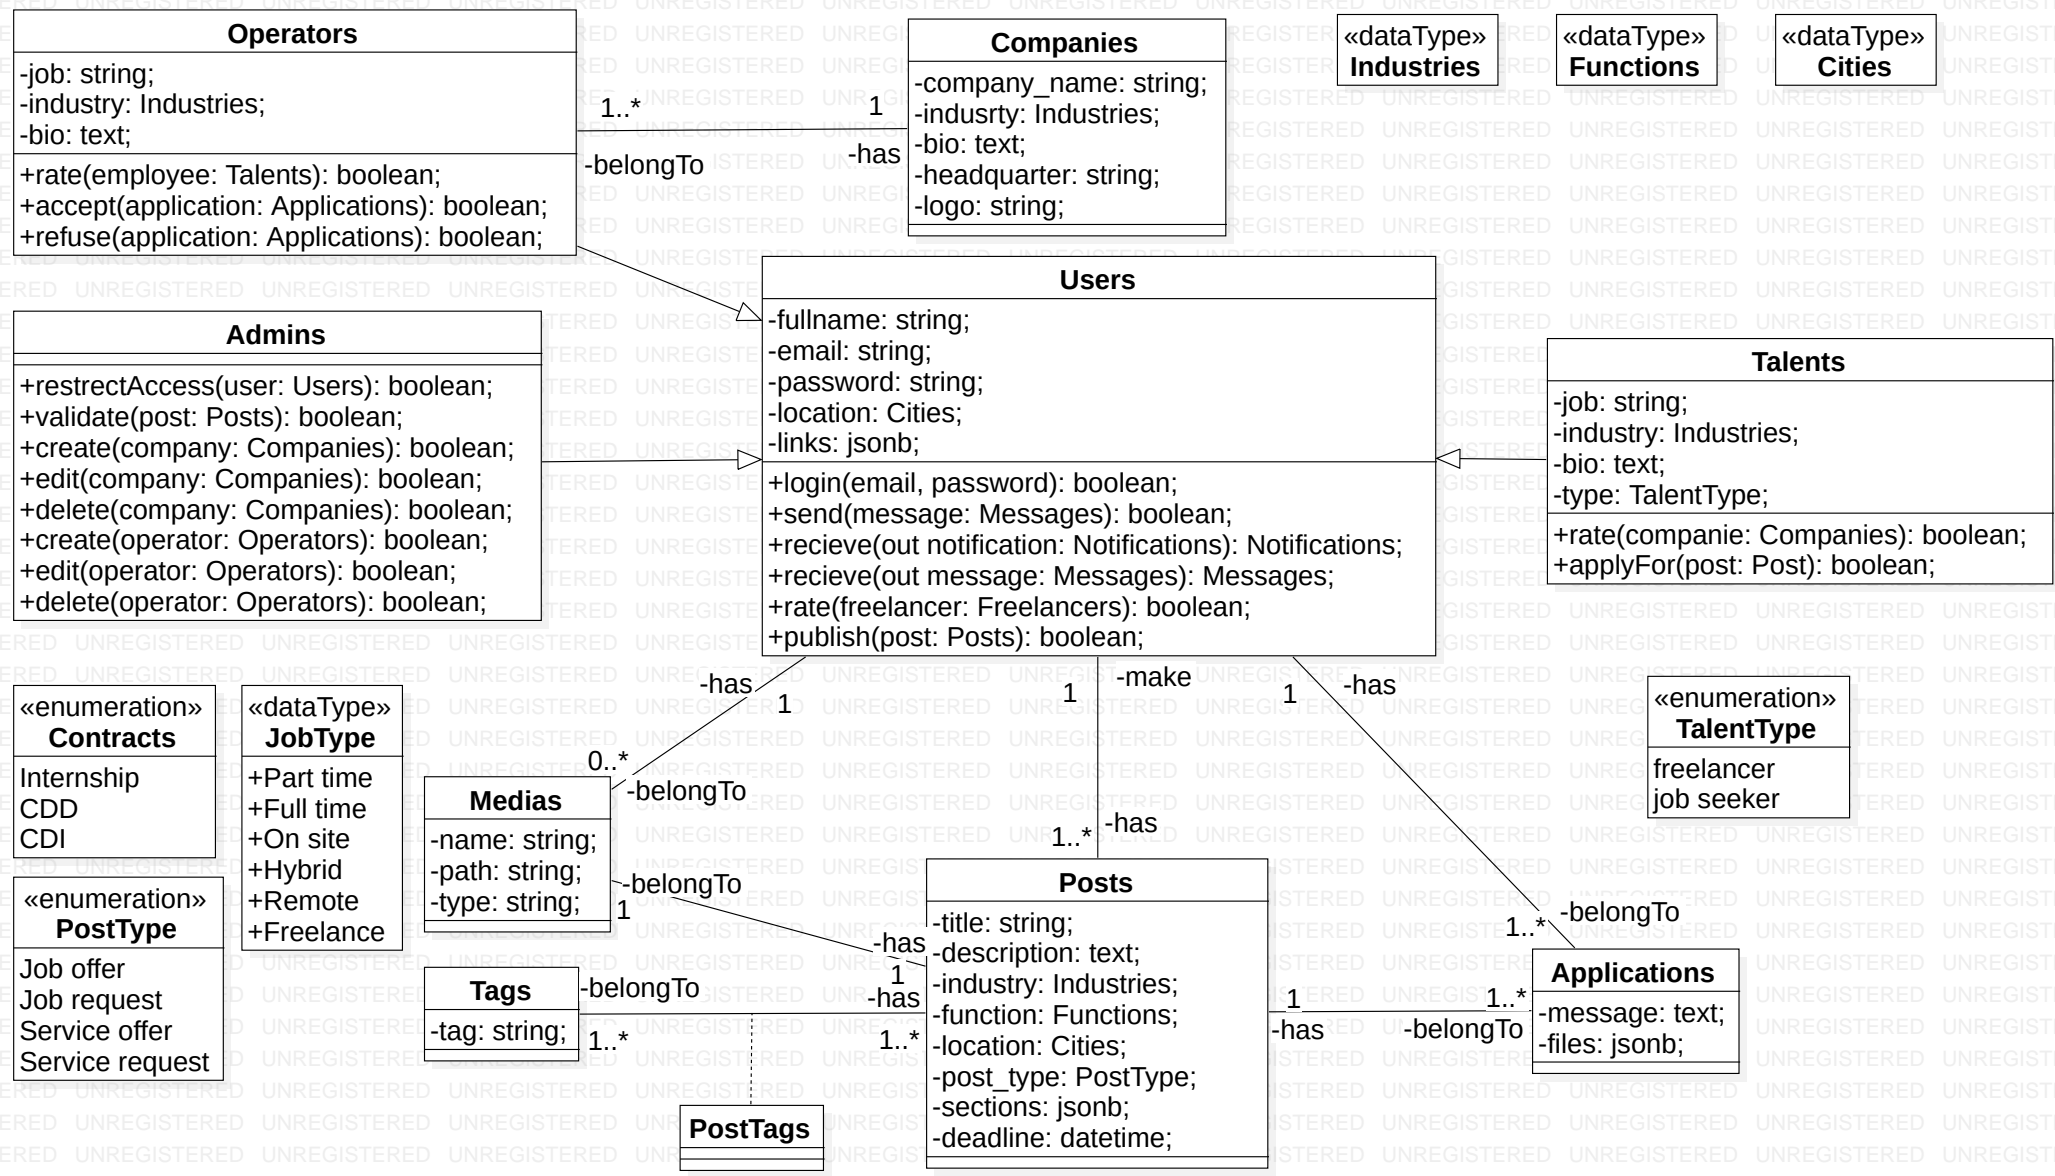 Operators
-job: string;
-industry: Industries;
-bio: text;
+rate(employee: Talents): boolean;
+accept(application: Applications): boolean;
+refuse(application: Applications): boolean;
1..*
1
-belongTo
-has
Companies
-company_name: string;
-indusrty: Industries;
-bio: text;
-headquarter: string;
-logo: string;
«dataType»
Industries
«dataType»
Functions
«dataType»
Cities
Admins
+restrectAccess(user: Users): boolean;
+validate(post: Posts): boolean;
+create(company: Companies): boolean;
+edit(company: Companies): boolean;
+delete(company: Companies): boolean;
+create(operator: Operators): boolean;
+edit(operator: Operators): boolean;
+delete(operator: Operators): boolean;
Users
-fullname: string;
-email: string;
-password: string;
-location: Cities;
-links: jsonb;
+login(email, password): boolean;
+send(message: Messages): boolean;
+recieve(out notification: Notifications): Notifications;
+recieve(out message: Messages): Messages;
+rate(freelancer: Freelancers): boolean;
+publish(post: Posts): boolean;
Talents
-job: string;
-industry: Industries;
-bio: text;
-type: TalentType;
+rate(companie: Companies): boolean;
+applyFor(post: Post): boolean;
-has
1
0..*
-belongTo
1
-make
1..*
-has
1
-has
1..*
-belongTo
«enumeration»
Contracts
Internship
CDD
CDI
«dataType»
JobType
+Part time
+Full time
+On site
+Hybrid
+Remote
+Freelance
«enumeration»
TalentType
freelancer
job seeker
«enumeration»
PostType
Job offer
Job request
Service offer
Service request
Medias
-name: string;
-path: string;
-type: string;
-belongTo
1
-has
1
Tags
-tag: string;
-belongTo
1..*
-has
1..*
PostTags
Posts
-title: string;
-description: text;
-industry: Industries;
-function: Functions;
-location: Cities;
-post_type: PostType;
-sections: jsonb;
-deadline: datetime;
1
-has
1..*
-belongTo
Applications
-message: text;
-files: jsonb;
UNREGISTERED